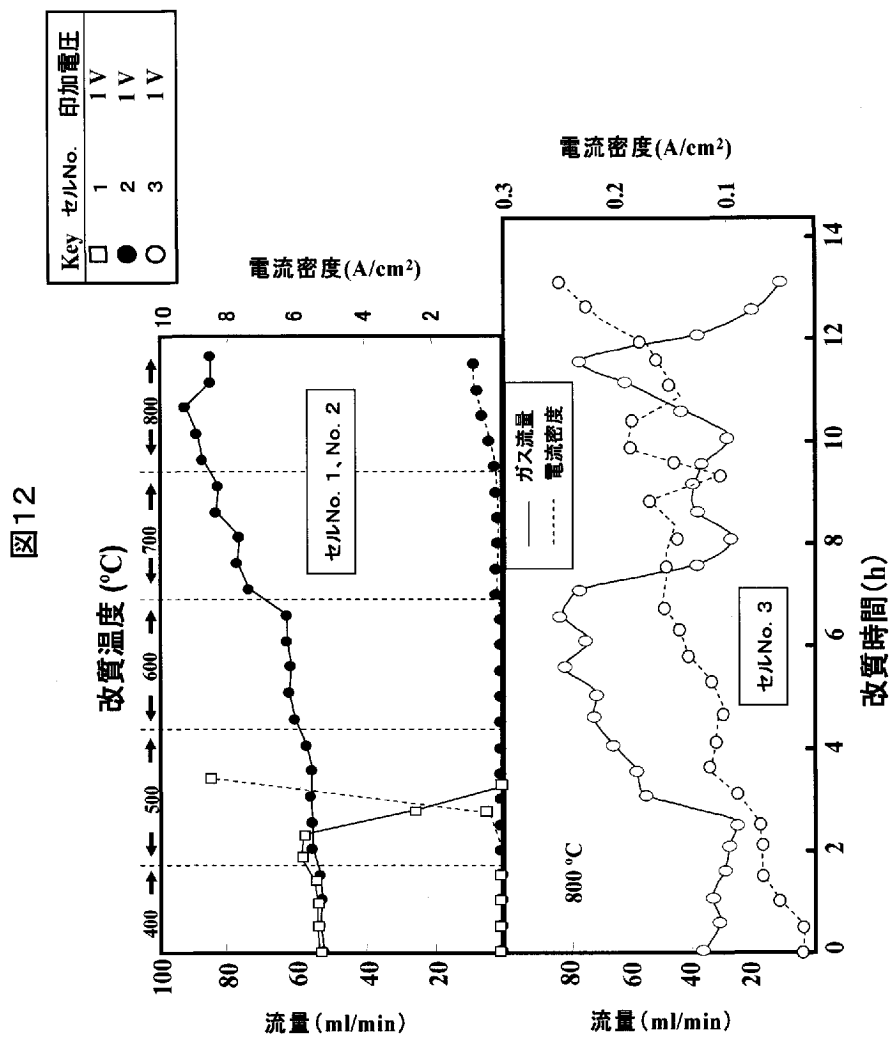 図12
Key セルNo. 印加電圧
1 1 V
2 1 V
3 1 V
改質温度 (°C)
400 500 600 700 800
100
80
60
40
20
0
流量 (ml/min)
10
8
6
4
2
電流密度(A/cm²)
セルNo. 1、No. 2
ガス流量
電流密度
800 °C
セルNo. 3
80
60
40
20
流量 (ml/min)
0.3
0.2
0.1
電流密度(A/cm²)
0 2 4 6 8 10 12 14
改質時間 (h)